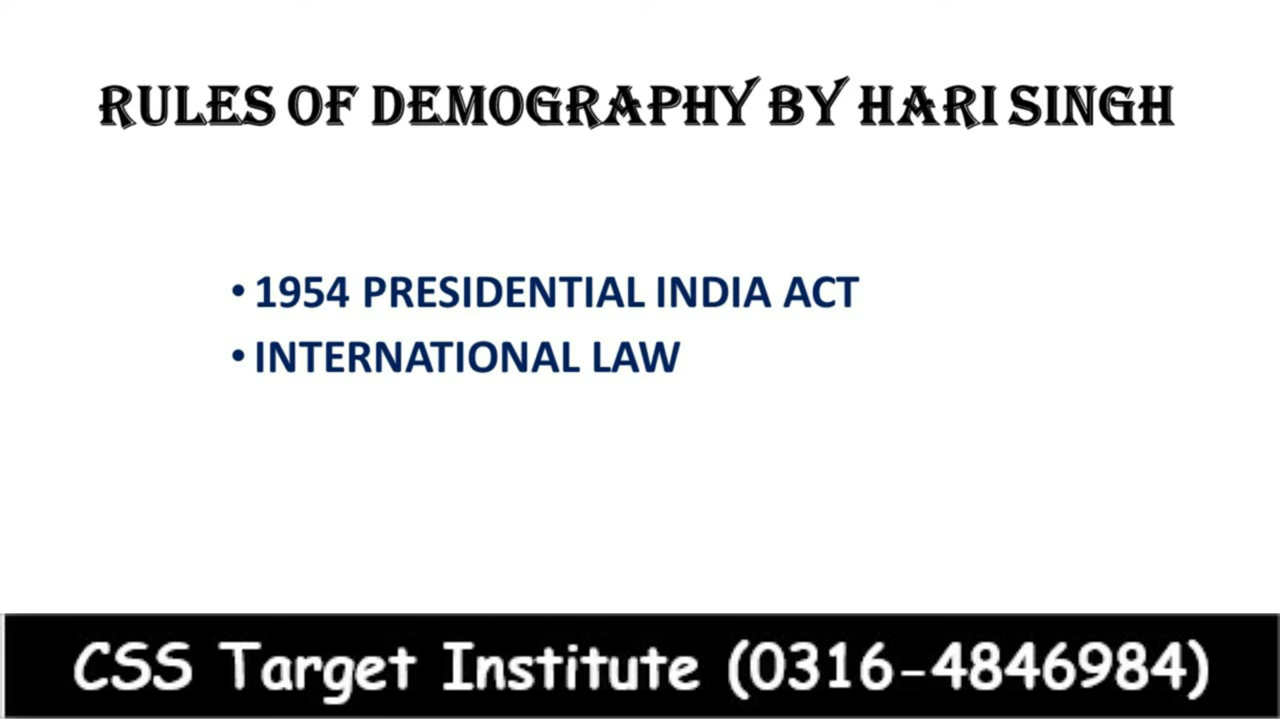 RULES OF DEMOGRAPHY BY HARI SINGH
• 1954 PRESIDENTIAL INDIA ACT
• INTERNATIONAL LAW
CSS Target Institute (0316-4846984)